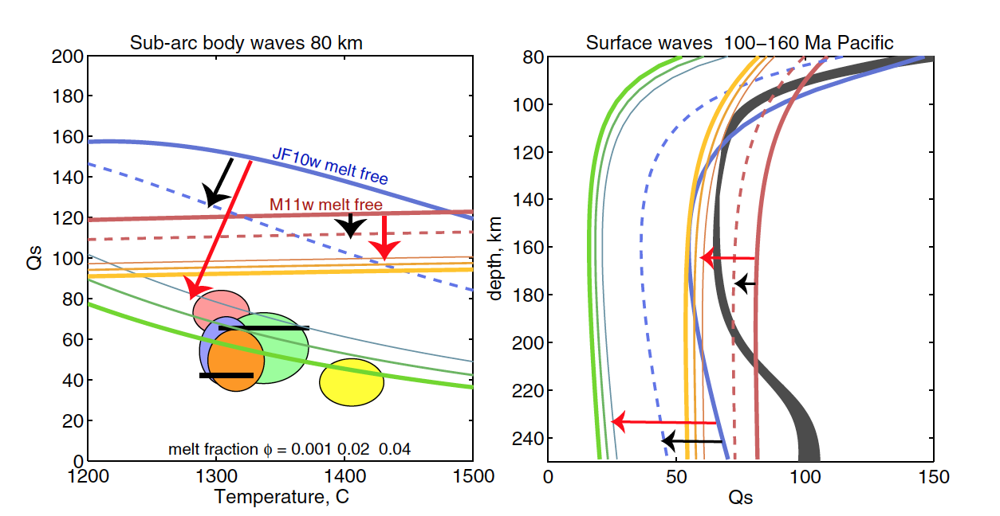 Sub-arc body waves 80 km
200
180
160
140
120
100
80
60
40
20
0
Qs
JF10w melt free
M11w melt free
melt fraction ϕ = 0.001 0.02 0.04
1200 1300 1400 1500
Temperature, C
Surface waves 100–160 Ma Pacific
80
100
120
140
160
180
200
220
240
depth, km
0 50 100 150
Qs